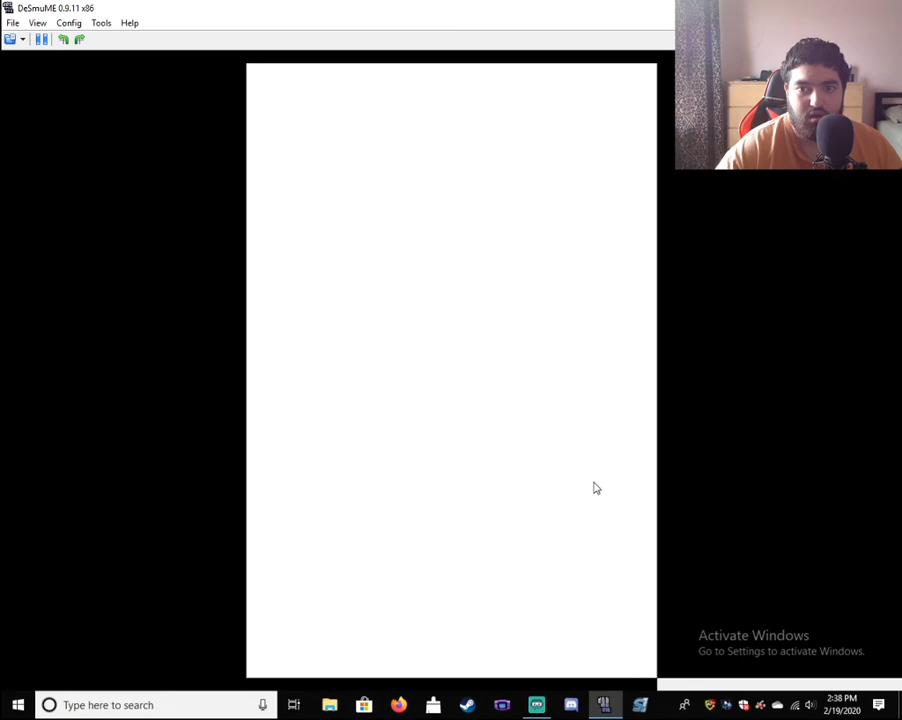 DeSmuME 0.9.11 x86
File View Config Tools Help
Activate Windows
Go to Settings to activate Windows.
Type here to search
2:38 PM
2/19/2020